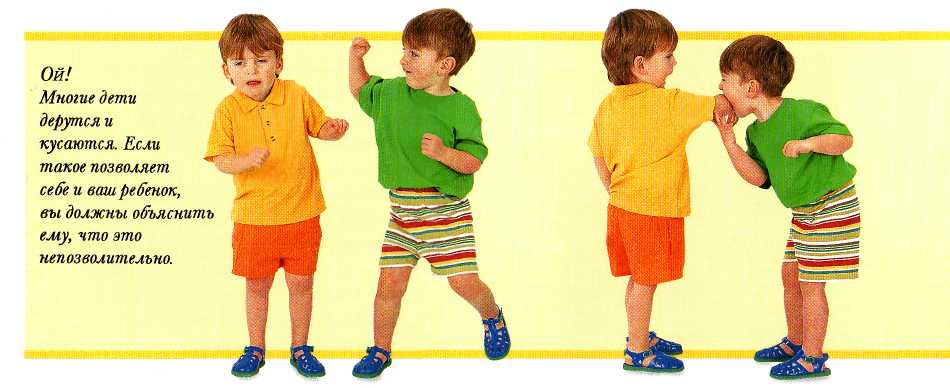 Ой!
Многие дети
дерутся и
кусаются. Если
такое позволяет
себе и ваш ребенок,
вы должны объяснить
ему, что это
непозволительно.